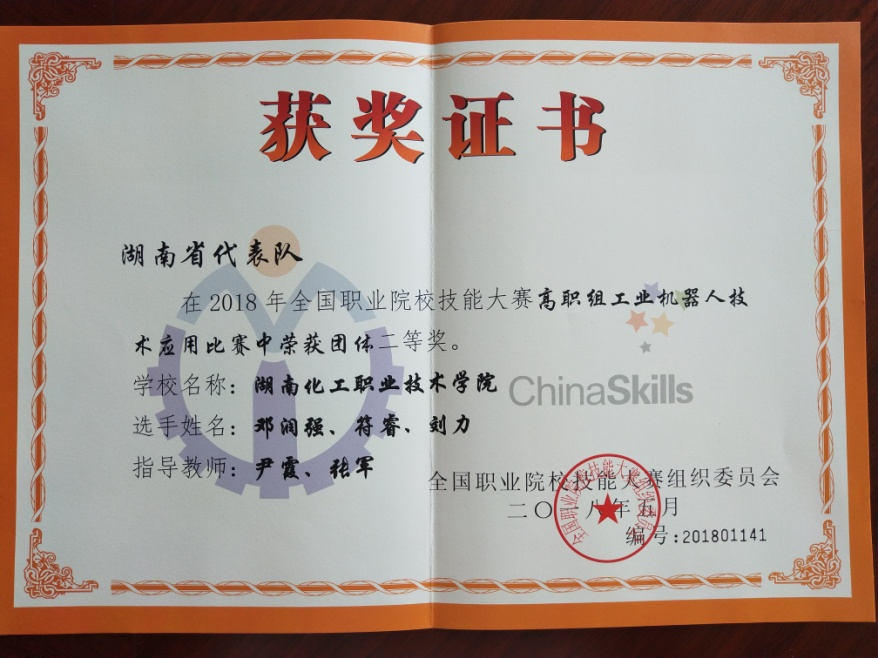 获奖证书
湖南省代表队
在2018年全国职业院校技能大赛高职组工业机器人技
术应用比赛中荣获团体二等奖。
学校名称：湖南化工职业技术学院
ChinaSkills
选手姓名：邓润强、符睿、刘力
指导教师：尹霞、张军
全国职业院校技能大赛组织委员会
二〇一八年五月
编号:201801141